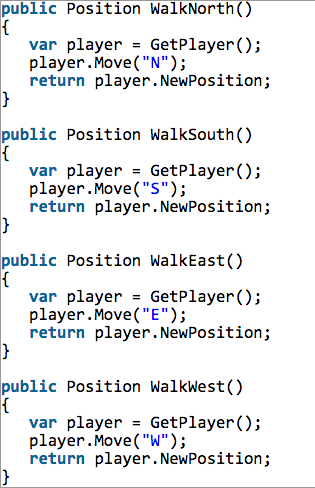 public Position WalkNorth()
{
   var player = GetPlayer();
   player.Move("N");
   return player.NewPosition;
}

public Position WalkSouth()
{
   var player = GetPlayer();
   player.Move("S");
   return player.NewPosition;
}

public Position WalkEast()
{
   var player = GetPlayer();
   player.Move("E");
   return player.NewPosition;
}

public Position WalkWest()
{
   var player = GetPlayer();
   player.Move("W");
   return player.NewPosition;
}